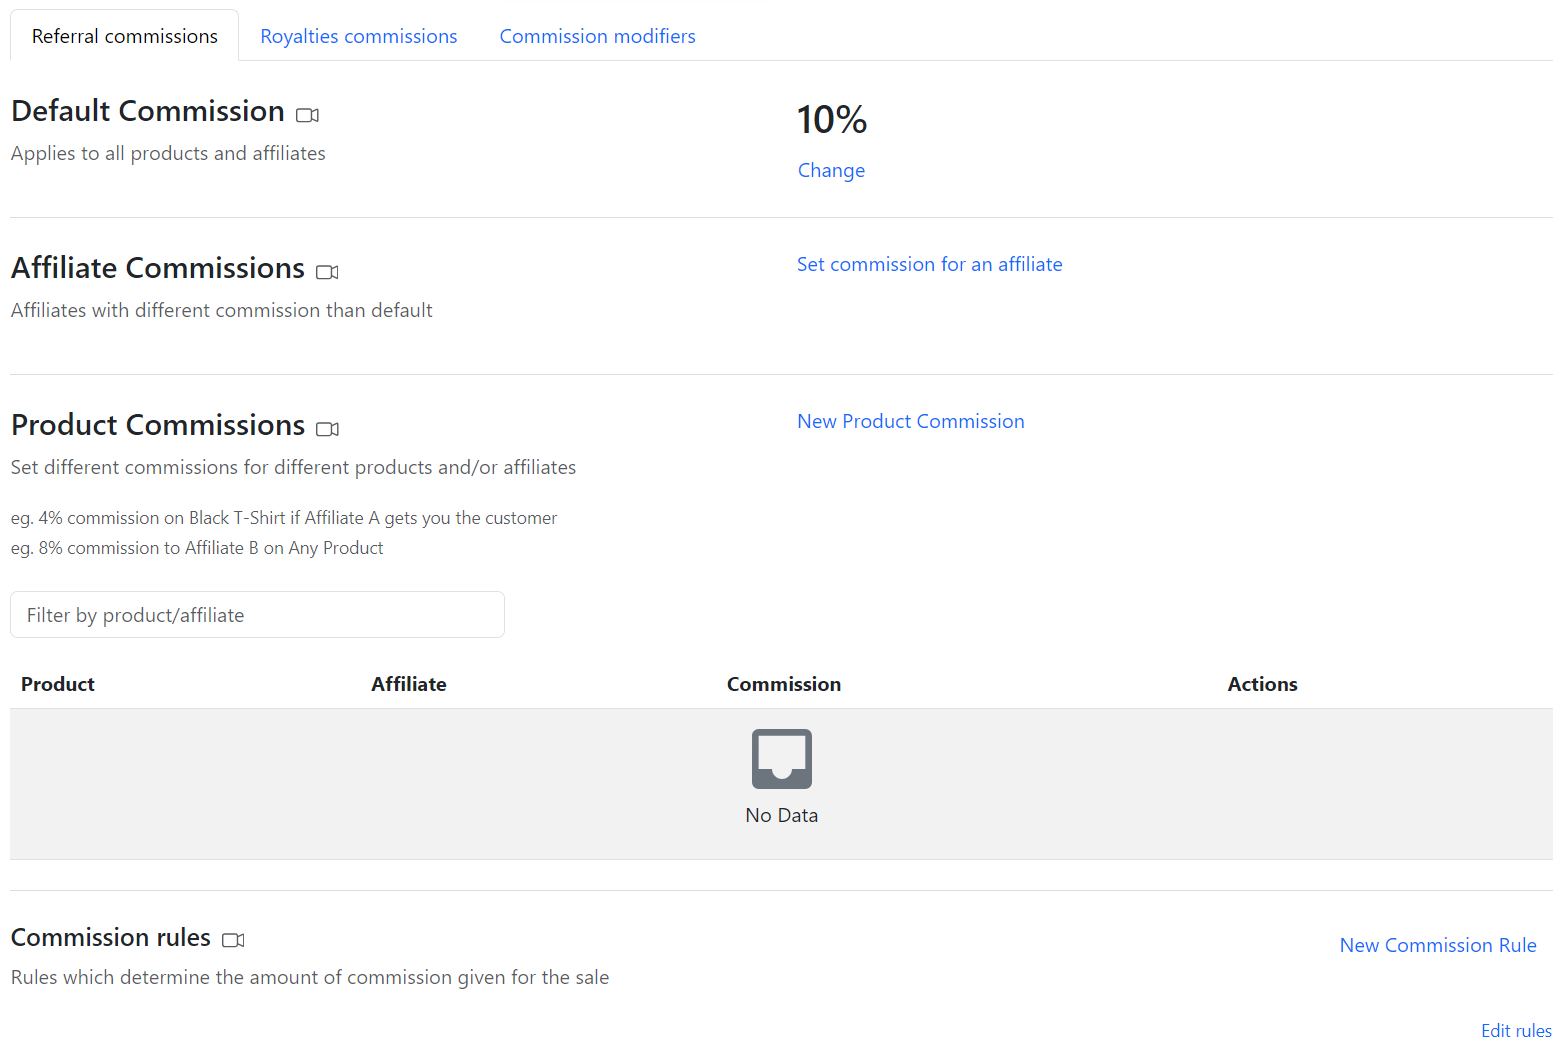 Referral commissions
Royalties commissions
Commission modifiers
Default Commission
Applies to all products and affiliates
10%
Change
Affiliate Commissions
Affiliates with different commission than default
Set commission for an affiliate
Product Commissions
Set different commissions for different products and/or affiliates
eg. 4% commission on Black T-Shirt if Affiliate A gets you the customer
eg. 8% commission to Affiliate B on Any Product
New Product Commission
Filter by product/affiliate
Product Affiliate Commission Actions
No Data
Commission rules
Rules which determine the amount of commission given for the sale
New Commission Rule
Edit rules